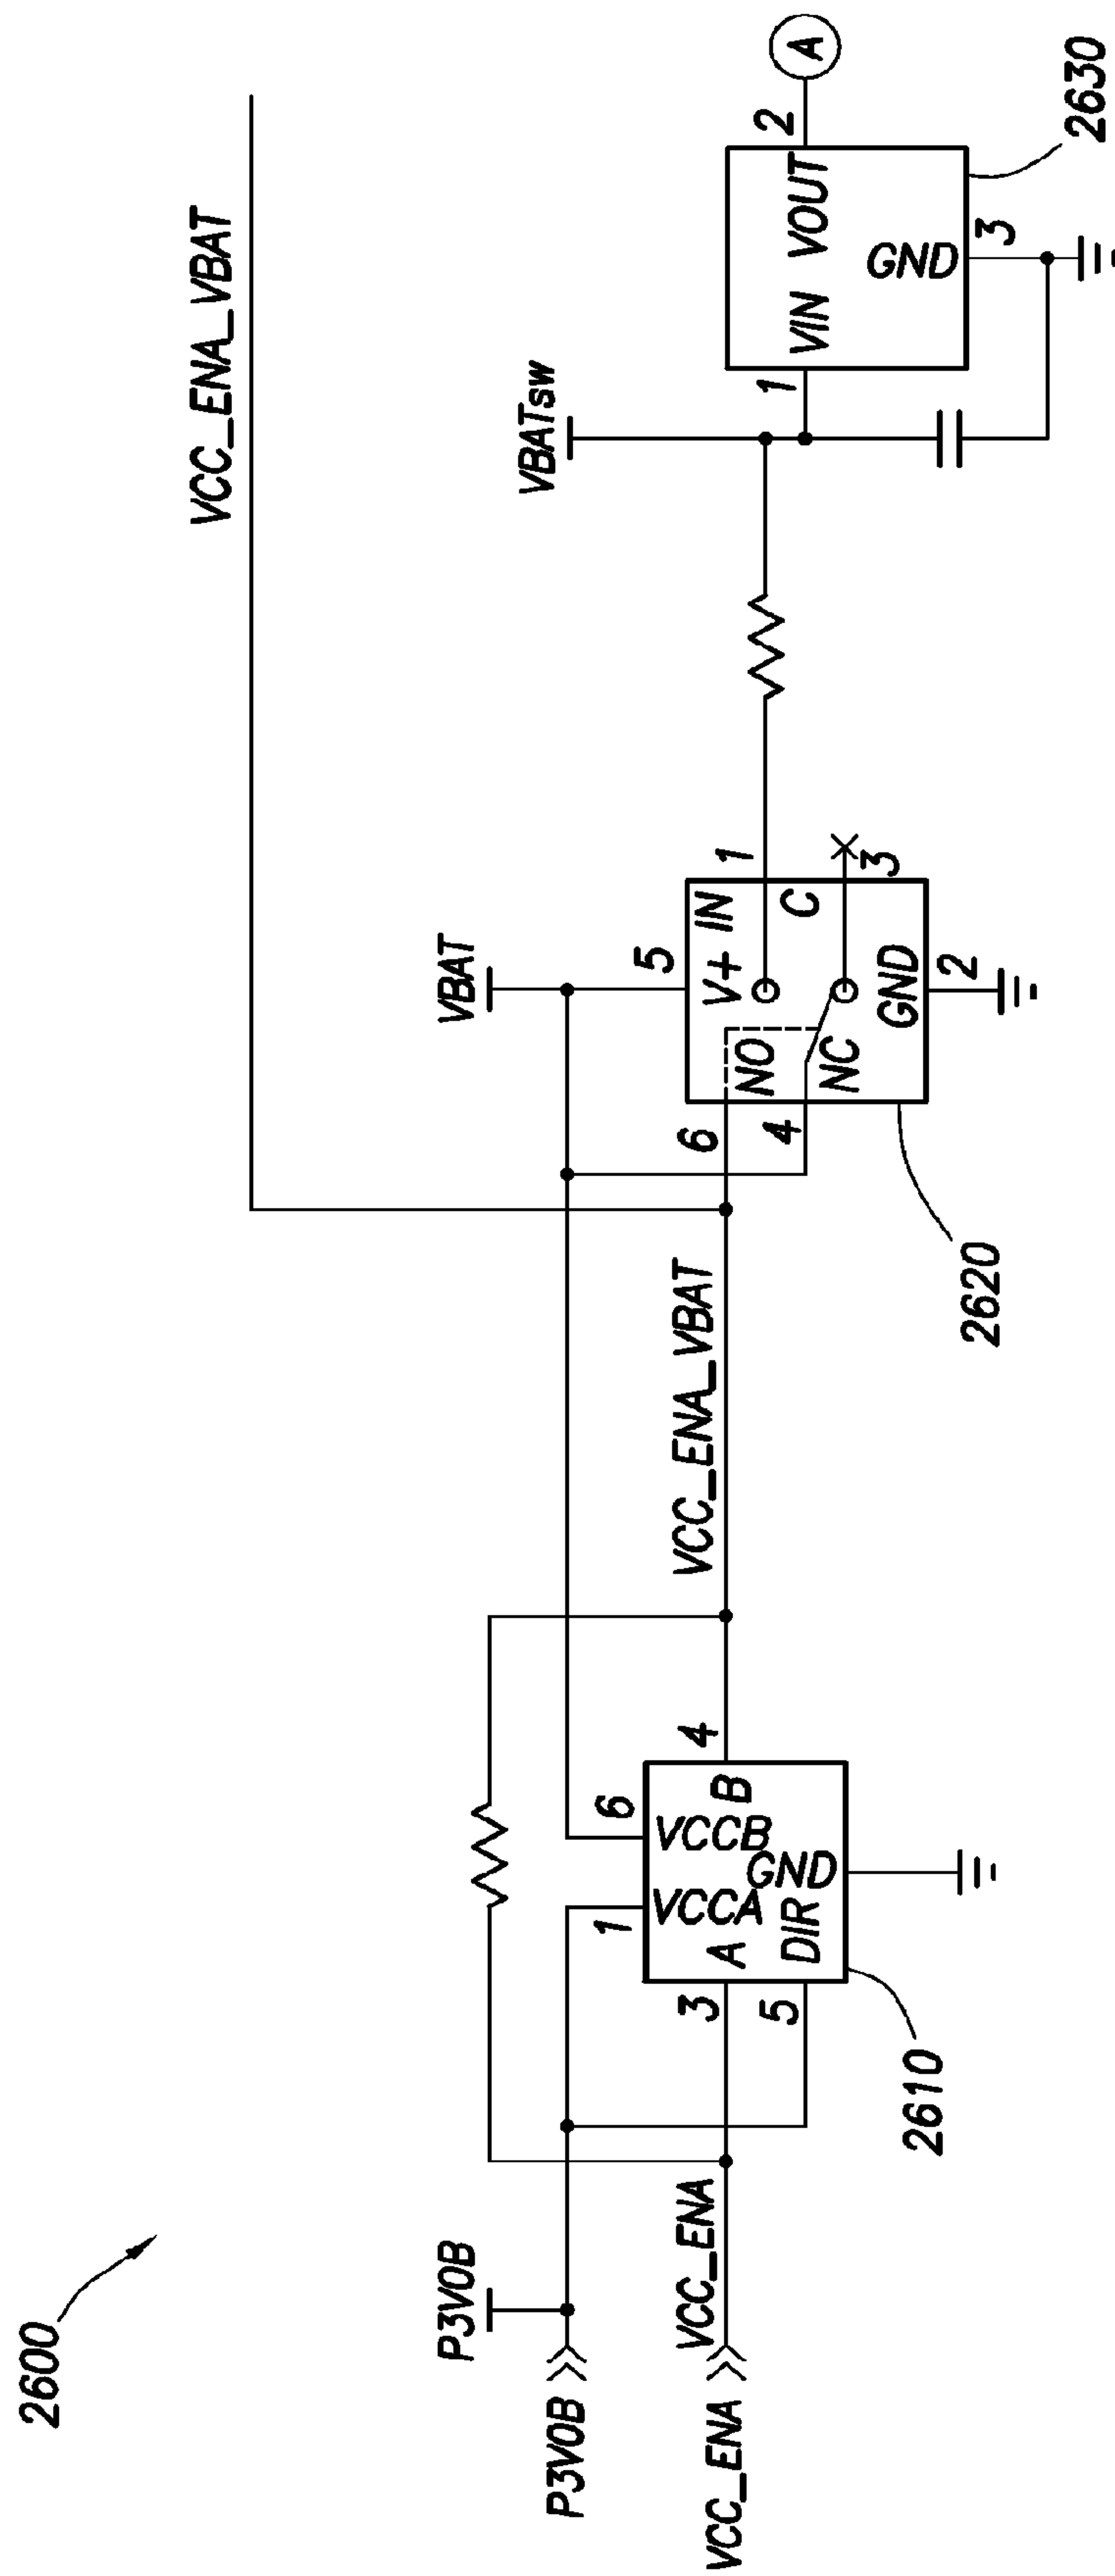 2600
VCC_ENA_VBAT
P3V0B
P3V0B
VCC_ENA
VCC_ENA
1
VCCA
6
VCCB
3
A
B
4
5
DIR
GND
2610
VCC_ENA_VBAT
VBAT
5
6
NO
V+
IN
1
4
NC
C
3
GND
2
2620
VBATsw
1
VIN
VOUT
2
A
GND
3
2630